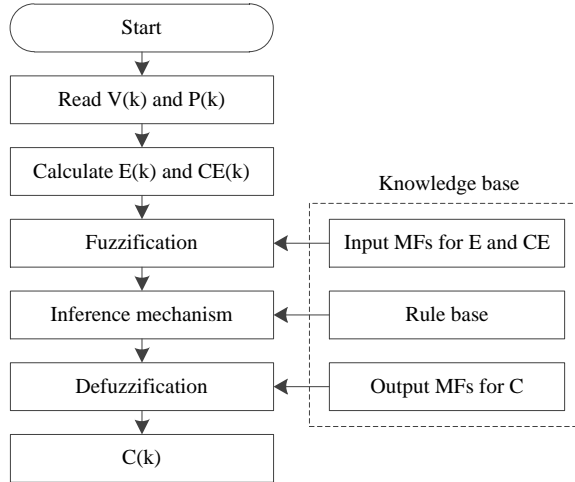 Start
Read V(k) and P(k)
Calculate E(k) and CE(k)
Knowledge base
Fuzzification
Input MFs for E and CE
Inference mechanism
Rule base
Defuzzification
Output MFs for C
C(k)